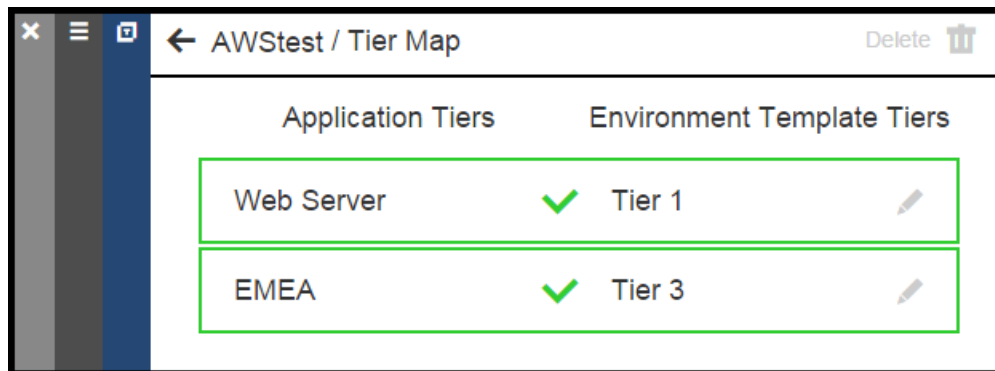 AWStest / Tier Map Delete
Application Tiers Environment Template Tiers
Web Server Tier 1
EMEA Tier 3